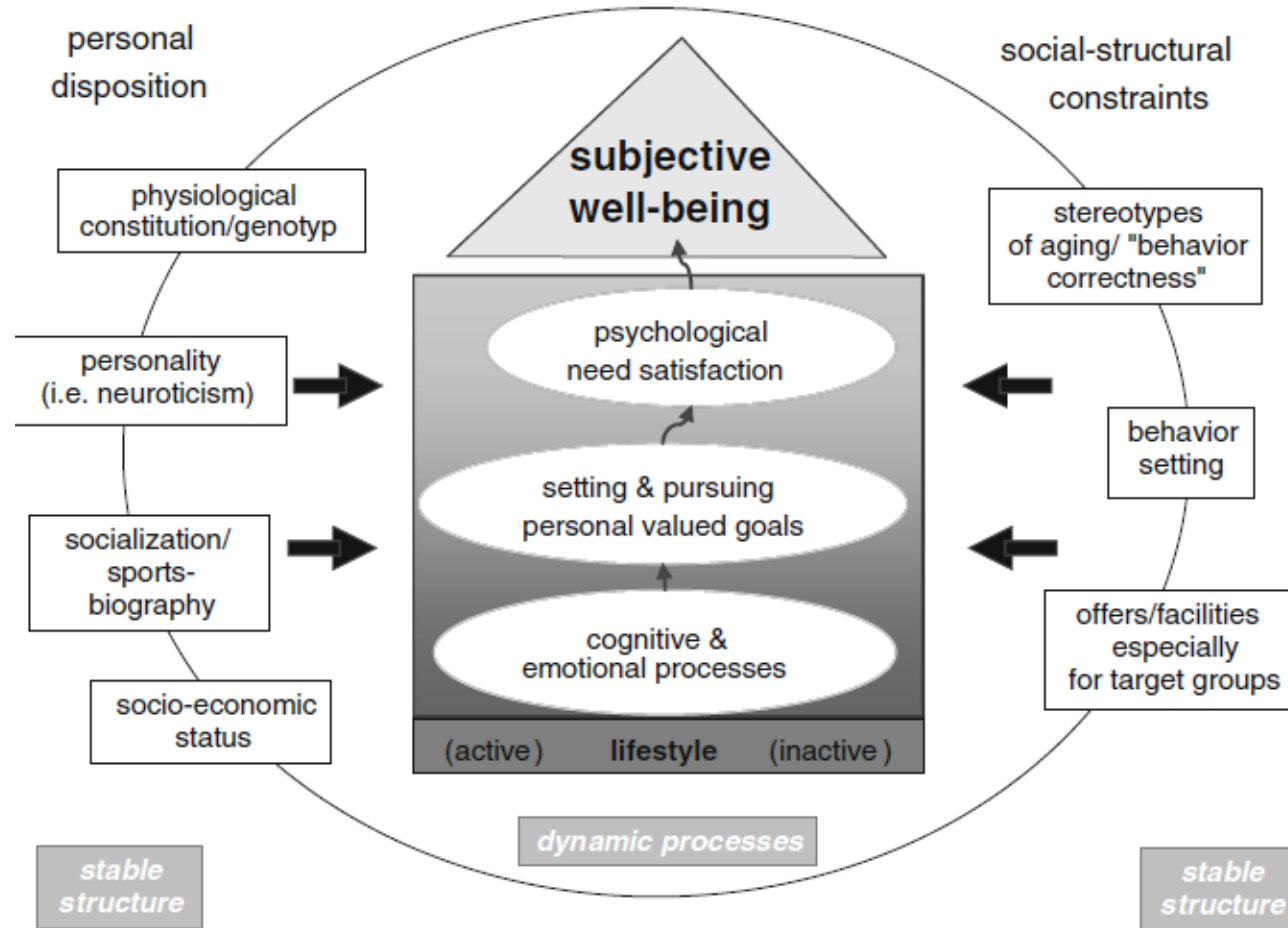 personal
disposition
social-structural
constraints
subjective
well-being
physiological
constitution/genotyp
stereotypes
of aging/ "behavior
correctness"
psychological
need satisfaction
personality
(i.e. neuroticism)
behavior
setting
setting & pursuing
personal valued goals
socialization/
sports-
biography
offers/facilities
especially
for target groups
cognitive &
emotional processes
socio-economic
status
(active) lifestyle (inactive)
dynamic processes
stable
structure
stable
structure